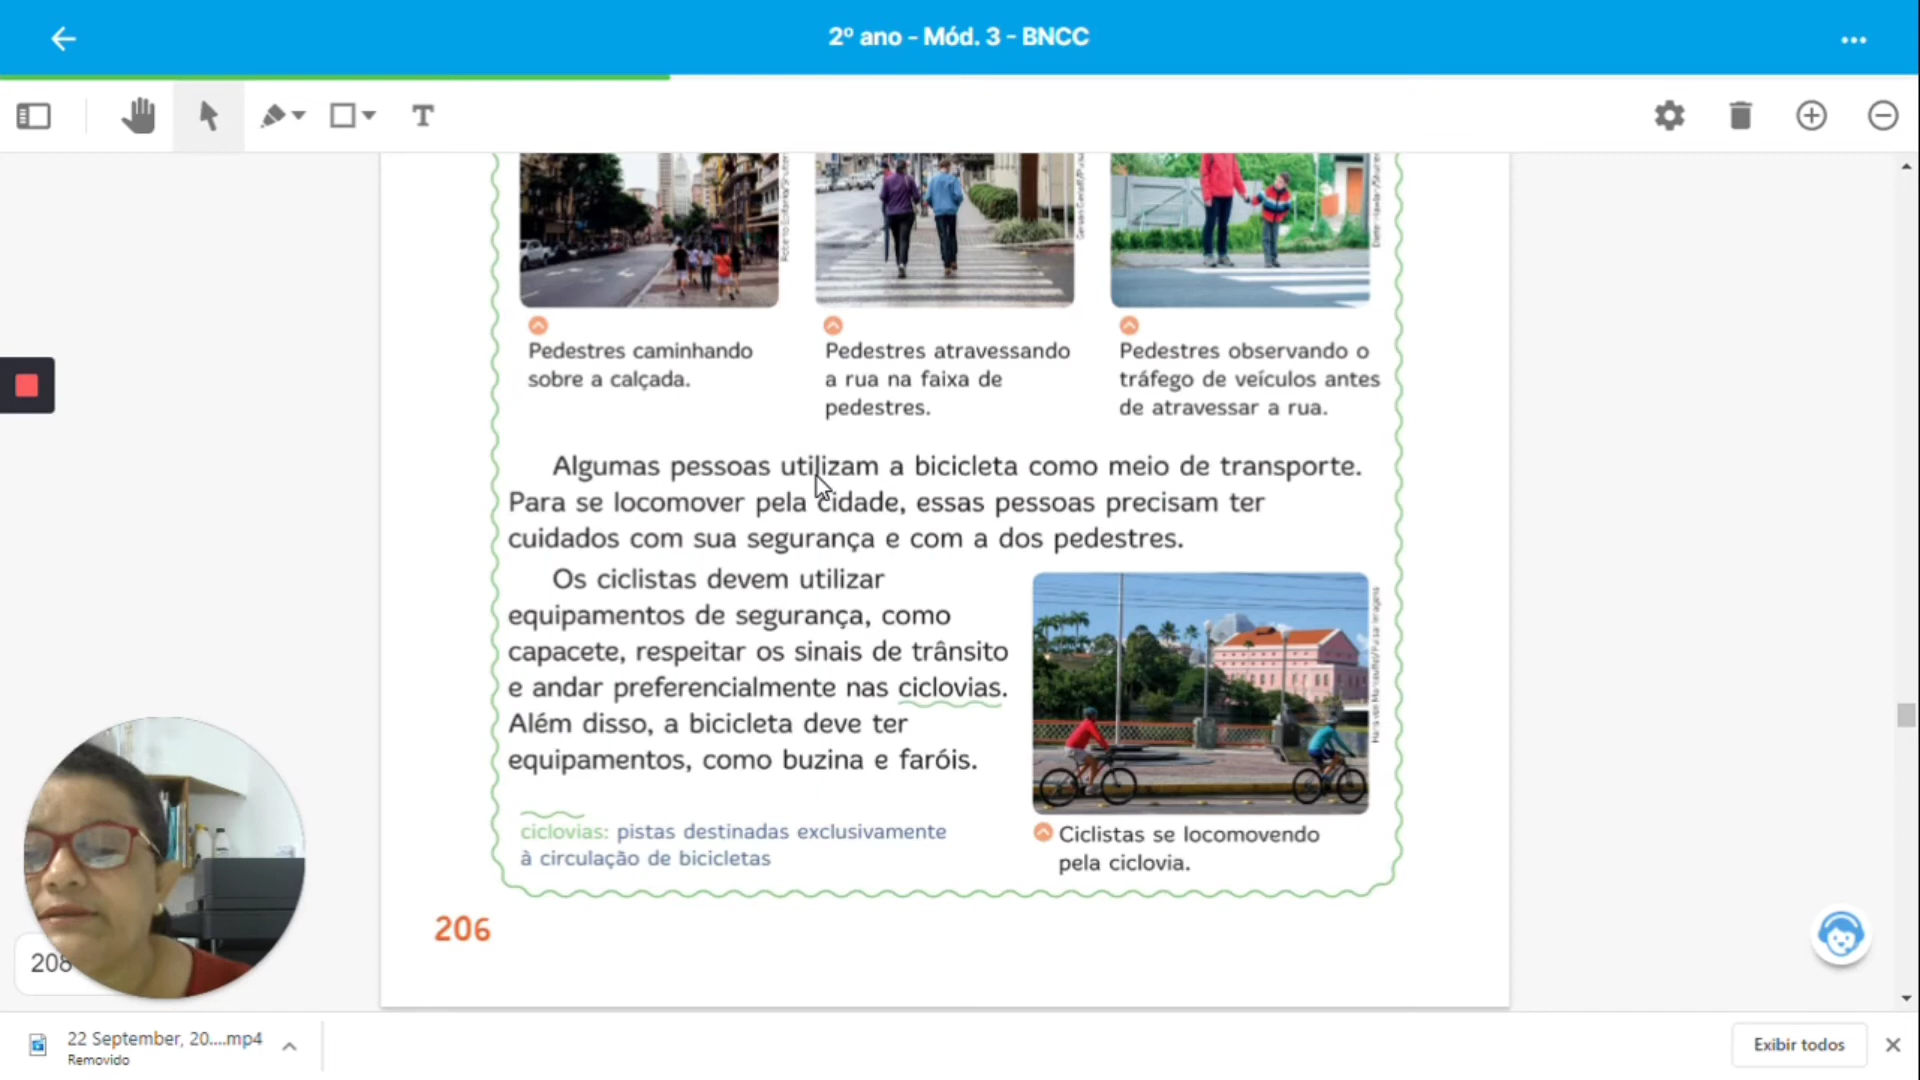 2º ano - Mód. 3 - BNCC
T
Pedestres caminhando
sobre a calçada.
Pedestres atravessando
a rua na faixa de
pedestres.
Pedestres observando o
tráfego de veículos antes
de atravessar a rua.
Algumas pessoas utilizam a bicicleta como meio de transporte.
Para se locomover pela cidade, essas pessoas precisam ter
cuidados com sua segurança e com a dos pedestres.
Os ciclistas devem utilizar
equipamentos de segurança, como
capacete, respeitar os sinais de trânsito
e andar preferencialmente nas ciclovias.
Além disso, a bicicleta deve ter
equipamentos, como buzina e faróis.
ciclovias: pistas destinadas exclusivamente
à circulação de bicicletas
Ciclistas se locomovendo
pela ciclovia.
206
208
22 September, 20....mp4
Removido
Exibir todos